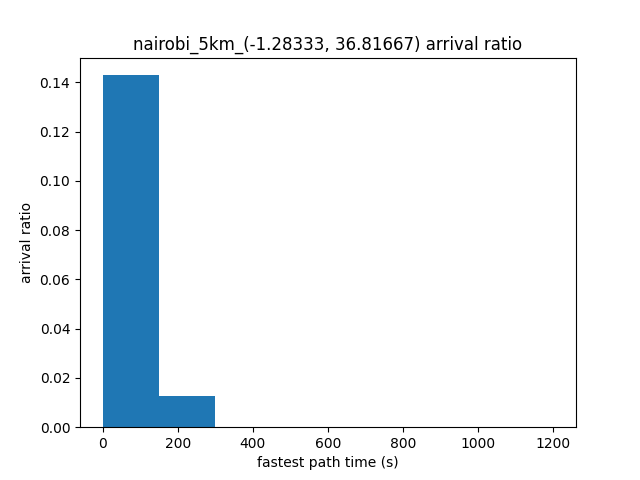 nairobi_5km_(-1.28333, 36.81667) arrival ratio
0.14
0.12
0.10
0.08
0.06
0.04
0.02
0.00
arrival ratio
0 200 400 600 800 1000 1200
fastest path time (s)